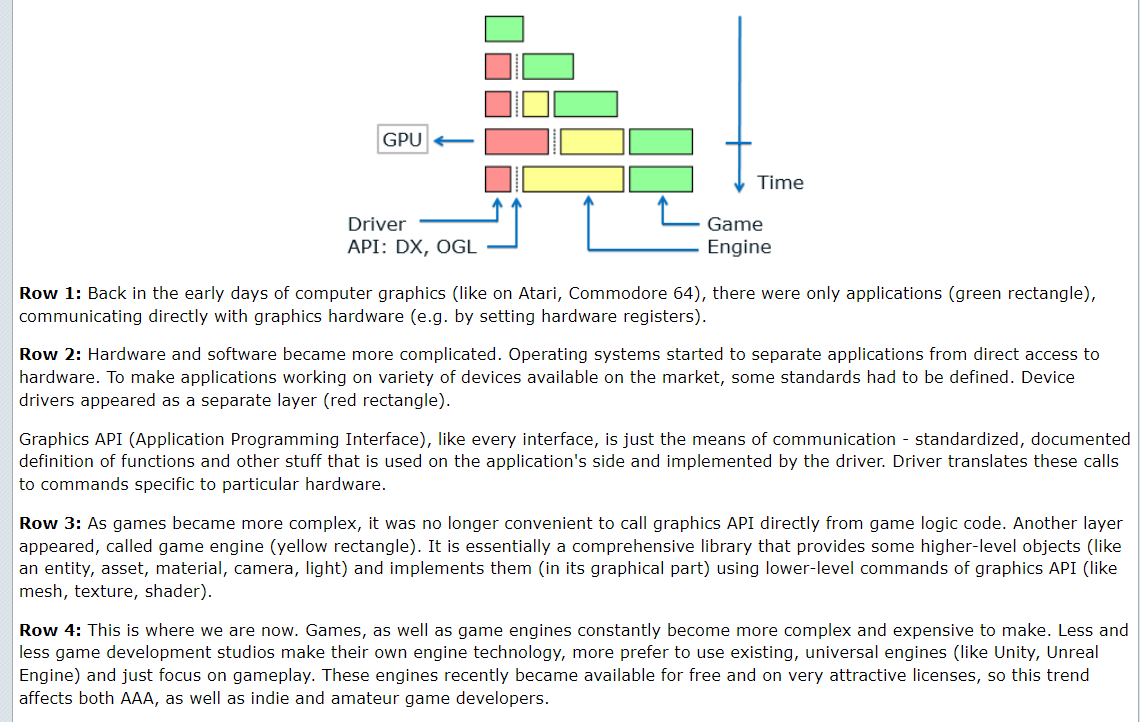 GPU
Time
Driver
Game
API: DX, OGL
Engine
Row 1: Back in the early days of computer graphics (like on Atari, Commodore 64), there were only applications (green rectangle),
communicating directly with graphics hardware (e.g. by setting hardware registers).
Row 2: Hardware and software became more complicated. Operating systems started to separate applications from direct access to
hardware. To make applications working on variety of devices available on the market, some standards had to be defined. Device
drivers appeared as a separate layer (red rectangle).
Graphics API (Application Programming Interface), like every interface, is just the means of communication - standardized, documented
definition of functions and other stuff that is used on the application's side and implemented by the driver. Driver translates these calls
to commands specific to particular hardware.
Row 3: As games became more complex, it was no longer convenient to call graphics API directly from game logic code. Another layer
appeared, called game engine (yellow rectangle). It is essentially a comprehensive library that provides some higher-level objects (like
an entity, asset, material, camera, light) and implements them (in its graphical part) using lower-level commands of graphics API (like
mesh, texture, shader).
Row 4: This is where we are now. Games, as well as game engines constantly become more complex and expensive to make. Less and
less game development studios make their own engine technology, more prefer to use existing, universal engines (like Unity, Unreal
Engine) and just focus on gameplay. These engines recently became available for free and on very attractive licenses, so this trend
affects both AAA, as well as indie and amateur game developers.